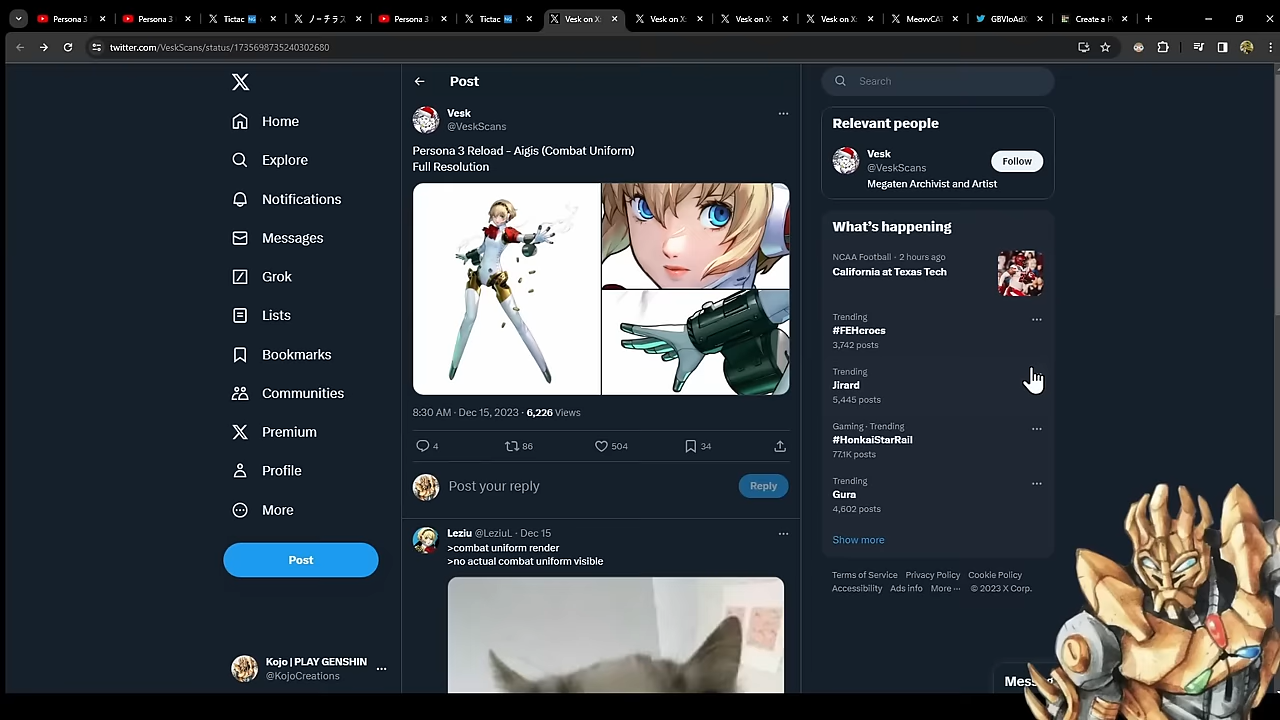 Persona 3
Persona 3
Tictac
ノーチラス
Persona 3
Tictac
Vesk on X:
Vesk on X:
Vesk on X:
Vesk on X:
MeovvCAT
GBVIoAdX
Create a P
twitter.com/VeskScans/status/1735698735240302680
Home
Explore
Notifications
Messages
Grok
Lists
Bookmarks
Communities
Premium
Profile
More
Post
Kojo | PLAY GENSHIN
@KojoCreations
Post
Vesk
@VeskScans
Persona 3 Reload - Aigis (Combat Uniform)
Full Resolution
8:30 AM · Dec 15, 2023 · 6,226 Views
4 86 504 34
Post your reply
Reply
Leziu @LeziuL · Dec 15
>combat uniform render
>no actual combat uniform visible
Search
Relevant people
Vesk
@VeskScans
Follow
Megaten Archivist and Artist
What's happening
NCAA Football · 2 hours ago
California at Texas Tech
Trending
#FEHcrocs
3,742 posts
Trending
Jirard
5,445 posts
Gaming · Trending
#HonkaiStarRail
77.1K posts
Trending
Gura
4,602 posts
Show more
Terms of Service Privacy Policy Cookie Policy
Accessibility Ads info More ··· © 2023 X Corp.